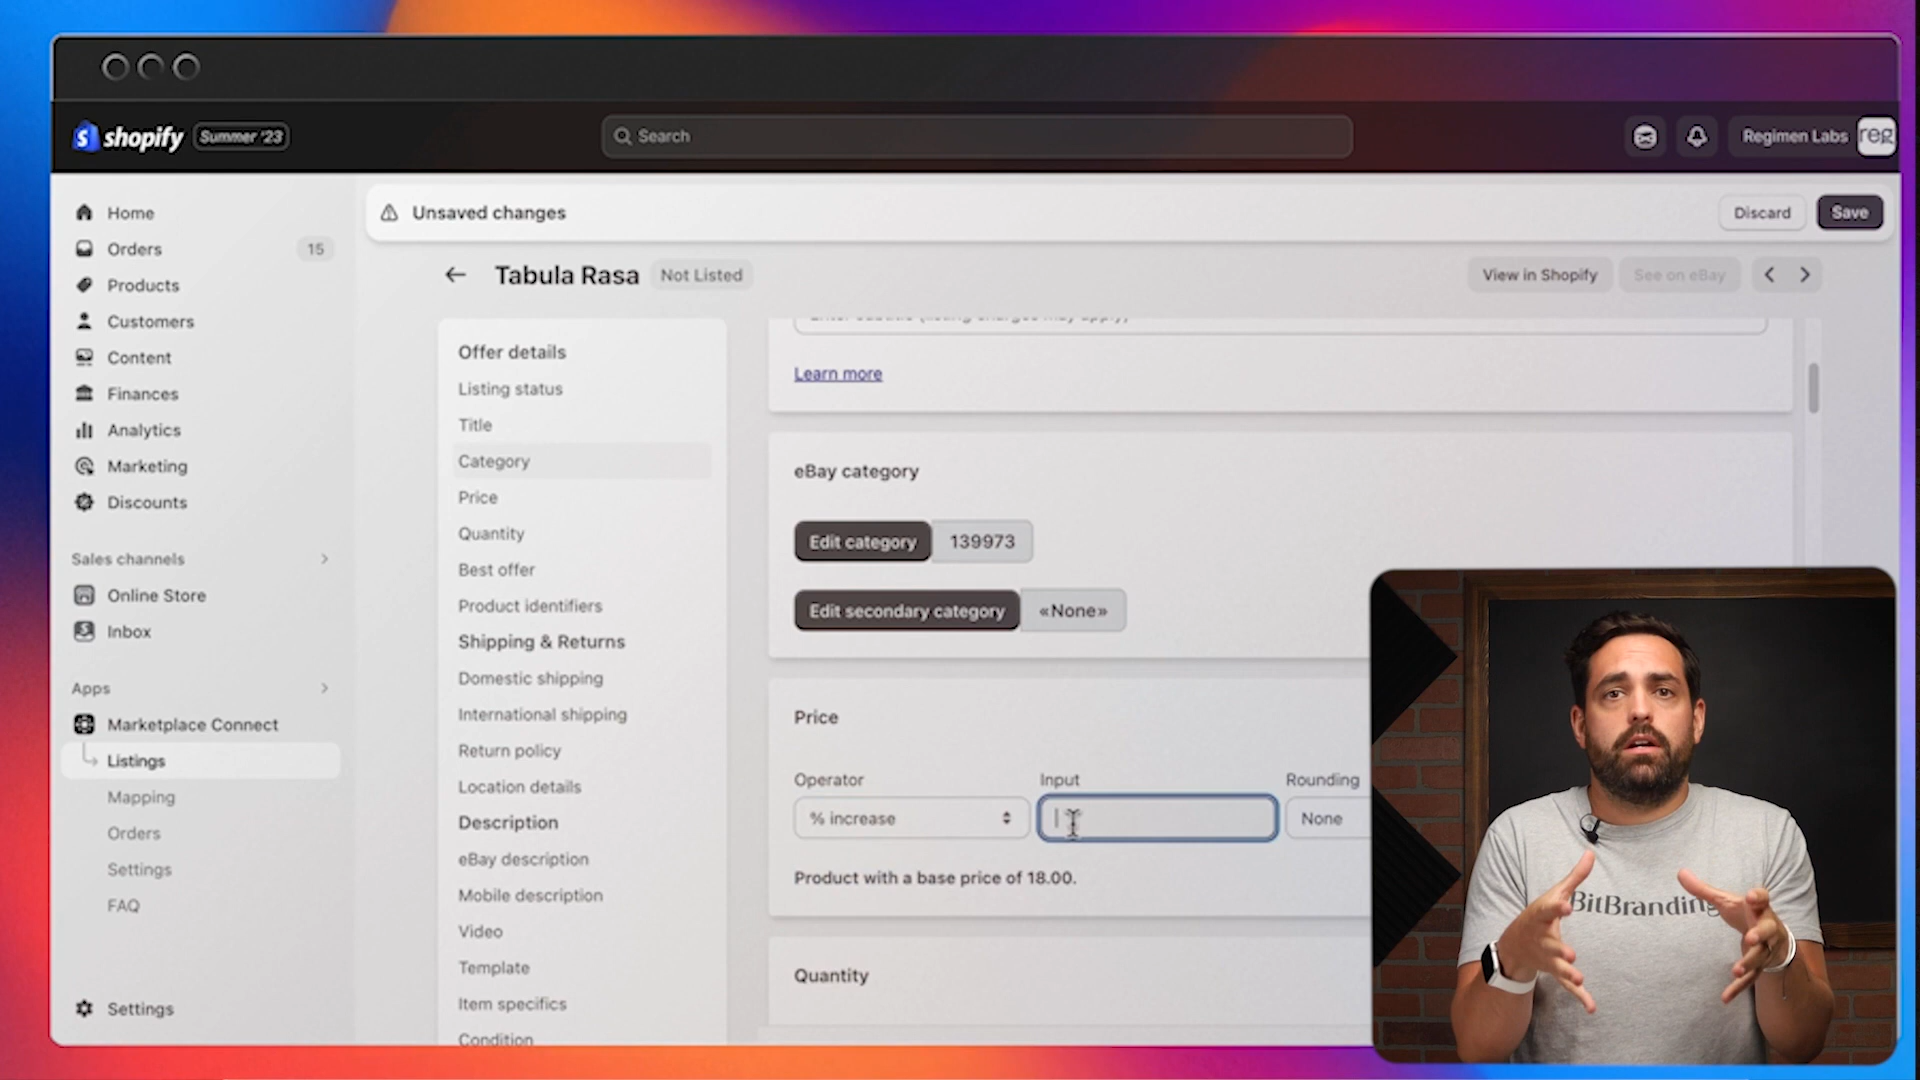 shopify Summer '23
Search
Regimen Labs reg
Home
Orders 15
Products
Customers
Content
Finances
Analytics
Marketing
Discounts
Sales channels
Online Store
Inbox
Apps
Marketplace Connect
Listings
Mapping
Orders
Settings
FAQ
Settings
Unsaved changes
Discard
Save
Tabula Rasa Not Listed
View in Shopify
See on eBay
Offer details
Listing status
Title
Category
Price
Quantity
Best offer
Product identifiers
Shipping & Returns
Domestic shipping
International shipping
Return policy
Location details
Description
eBay description
Mobile description
Video
Template
Item specifics
Condition
Learn more
eBay category
Edit category 139973
Edit secondary category «None»
Price
Operator Input Rounding
% increase None
Product with a base price of 18.00.
Quantity
BitBranding